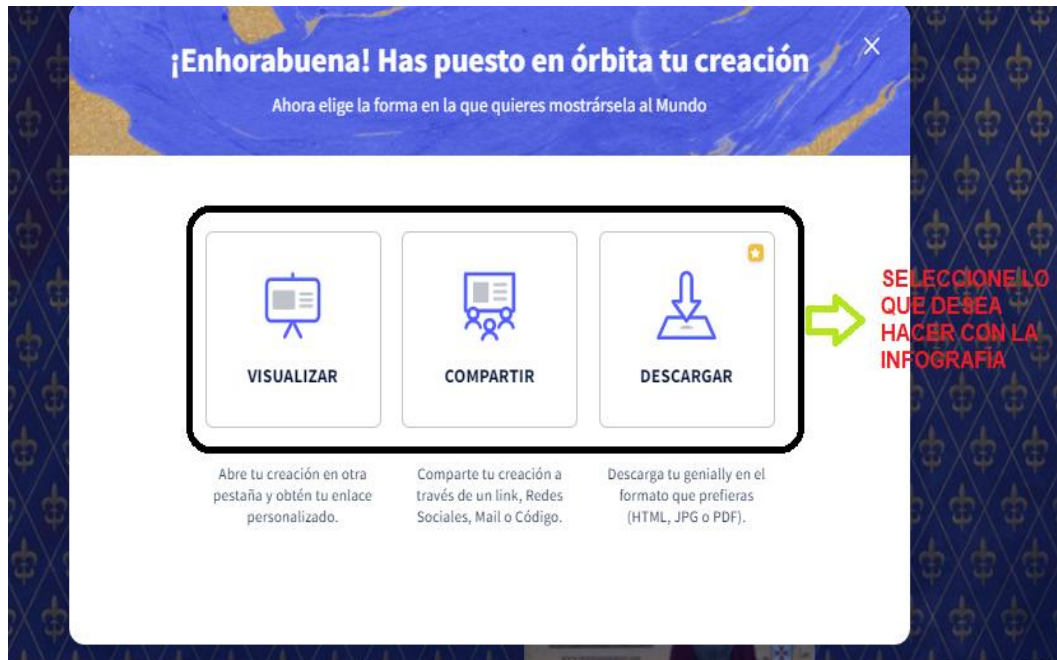 ¡Enhorabuena! Has puesto en órbita tu creación
Ahora elige la forma en la que quieres mostrársela al Mundo
VISUALIZAR
COMPARTIR
DESCARGAR
SELECCIONE LO
QUE DESEA
HACER CON LA
INFOGRAFÍA
Abre tu creación en otra
pestaña y obtén tu enlace
personalizado.
Comparte tu creación a
través de un link, Redes
Sociales, Mail o Código.
Descarga tu genially en el
formato que prefieras
(HTML, JPG o PDF).